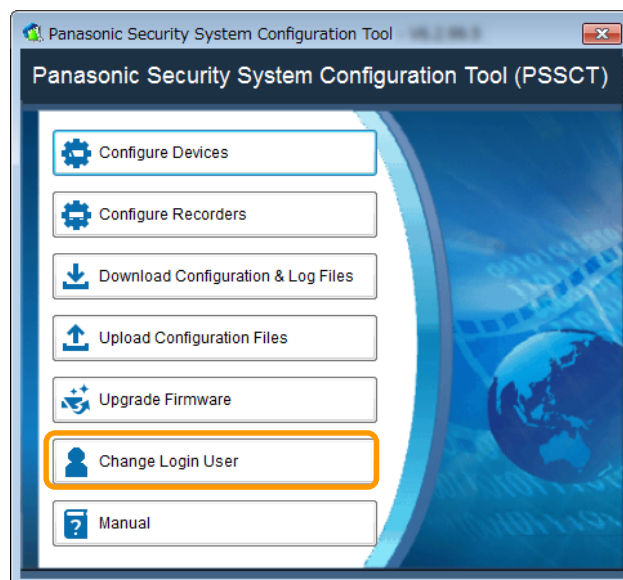 Panasonic Security System Configuration Tool
Panasonic Security System Configuration Tool (PSSCT)
Configure Devices
Configure Recorders
Download Configuration & Log Files
Upload Configuration Files
Upgrade Firmware
Change Login User
? Manual